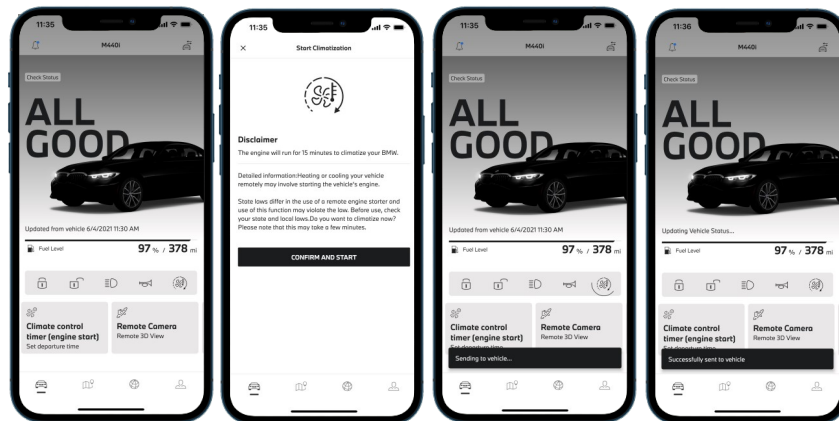 11:35
M440i
Check Status
ALL
GOOD
Updated from vehicle 6/4/2021 11:30 AM
Fuel Level 97 % / 378 mi
Climate control
timer (engine start)
Set departure time
Remote Camera
Remote 3D View
11:35
Start Climatization
Disclaimer
The engine will run for 15 minutes to climatize your BMW.
Detailed information:Heating or cooling your vehicle
remotely may involve starting the vehicle's engine.
State laws differ in the use of a remote engine starter and
use of this function may violate the law. Before use, check
your state and local laws.Do you want to climatize now?
Please note that this may take a few minutes.
CONFIRM AND START
11:35
M440i
Check Status
ALL
GOOD
Updated from vehicle 6/4/2021 11:30 AM
Fuel Level 97 % / 378 mi
Climate control
timer (engine start)
Set departure time
Remote Camera
Remote 3D View
Sending to vehicle...
11:36
M440i
Check Status
ALL
GOOD
Updating Vehicle Status...
Fuel Level 97 % / 378 mi
Climate control
timer (engine start)
Set departure time
Remote Camera
Remote 3D View
Successfully sent to vehicle